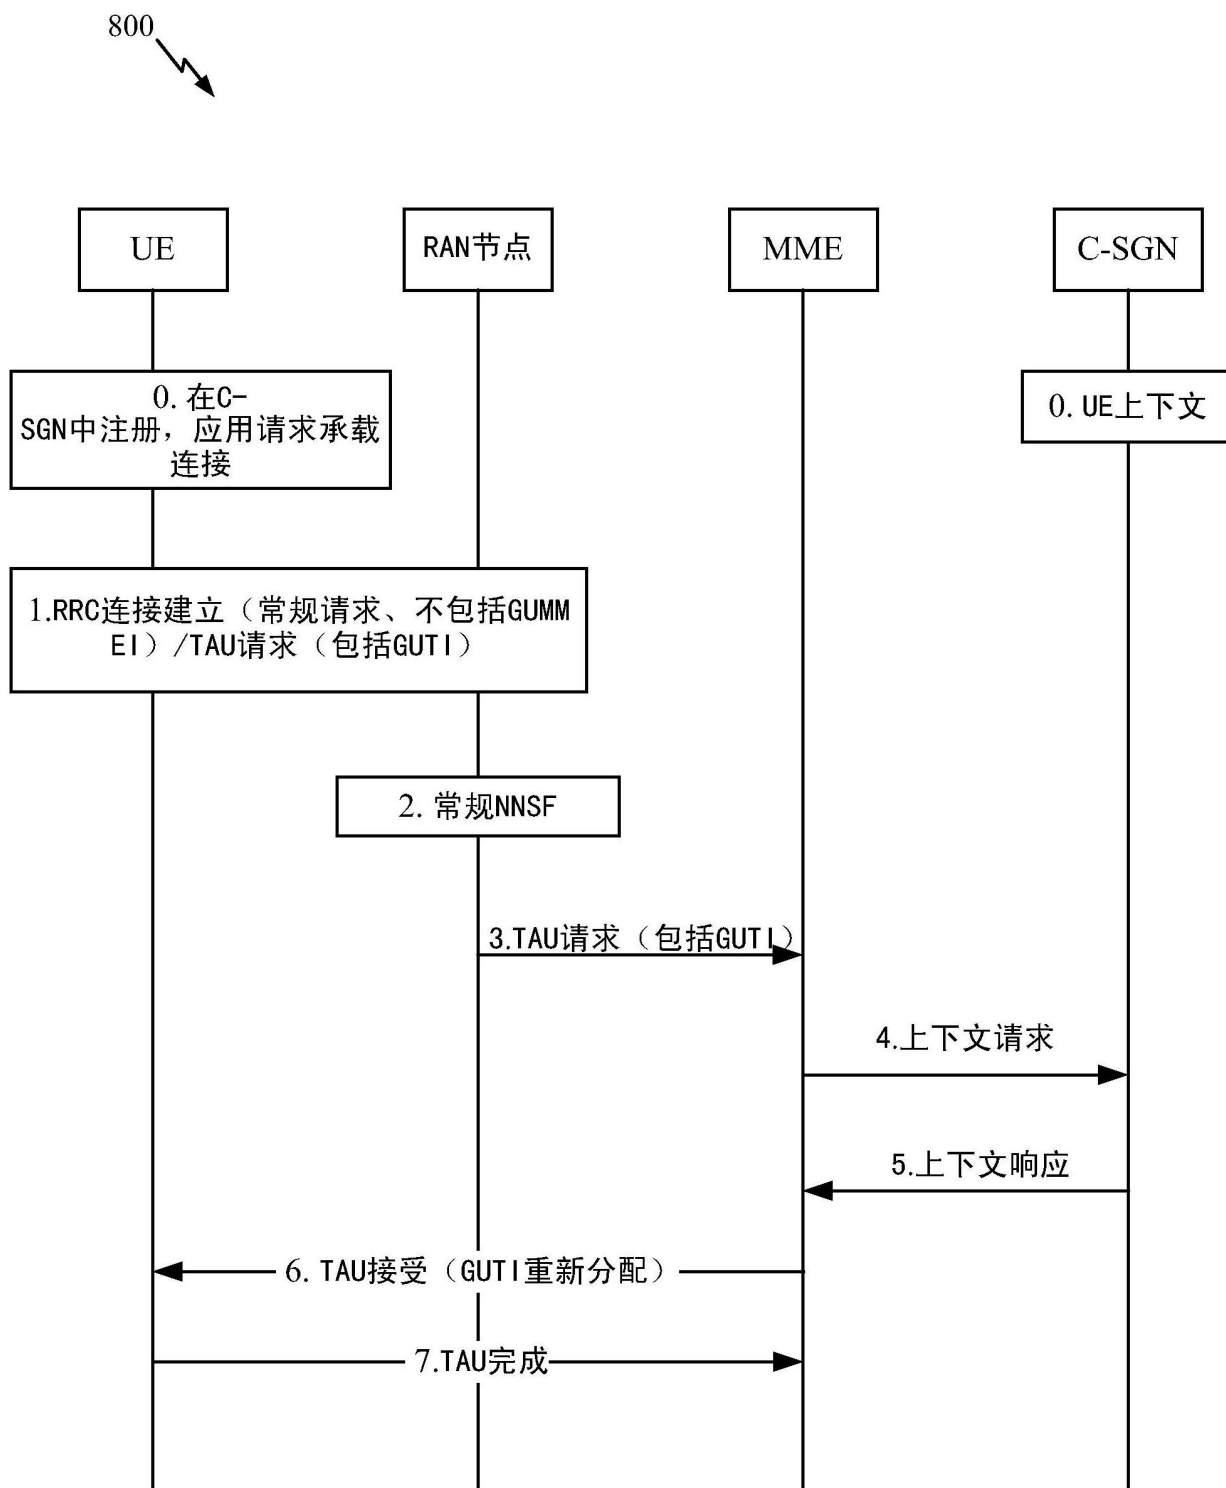 800
UE
RAN节点
MME
C-SGN
0. 在C-
SGN中注册，应用请求承载
连接
0. UE上下文
1.RRC连接建立（常规请求、不包括GUMM
EI）/TAU请求（包括GUTI）
2. 常规NNSF
3.TAU请求（包括GUTI）
4.上下文请求
5.上下文响应
6. TAU接受（GUTI重新分配）
7.TAU完成